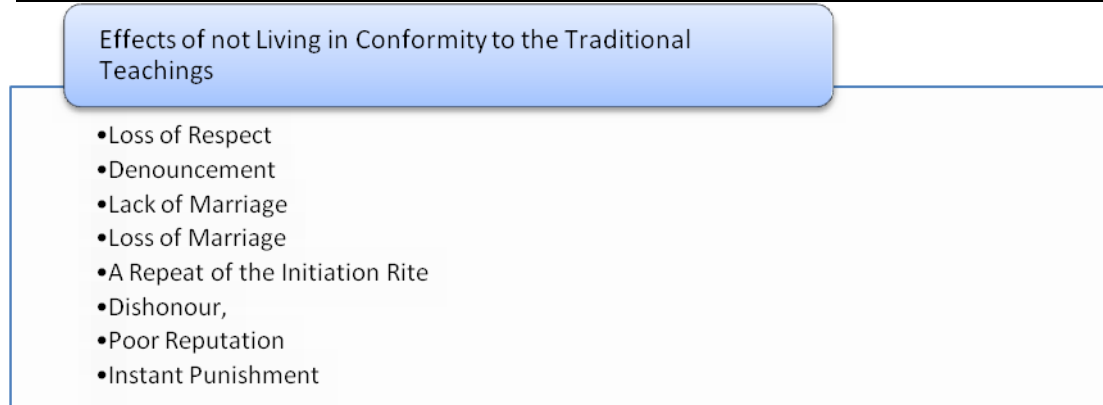 Effects of not Living in Conformity to the Traditional
Teachings
•Loss of Respect
•Denouncement
•Lack of Marriage
•Loss of Marriage
•A Repeat of the Initiation Rite
•Dishonour,
•Poor Reputation
•Instant Punishment